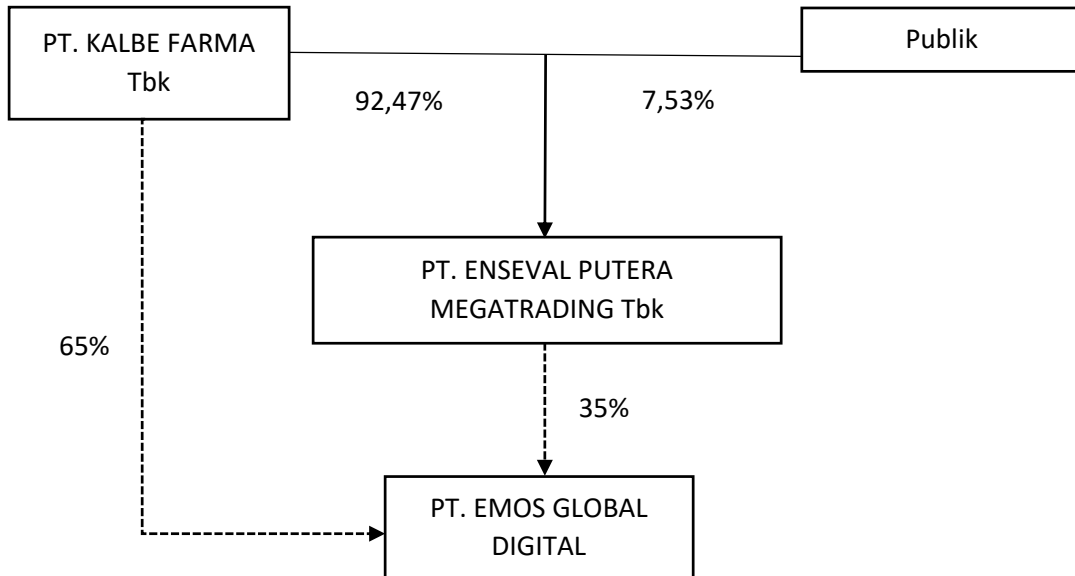 PT. KALBE FARMA
Tbk
Publik
92,47%
7,53%
PT. ENSEVAL PUTERA
MEGATRADING Tbk
65%
35%
PT. EMOS GLOBAL
DIGITAL